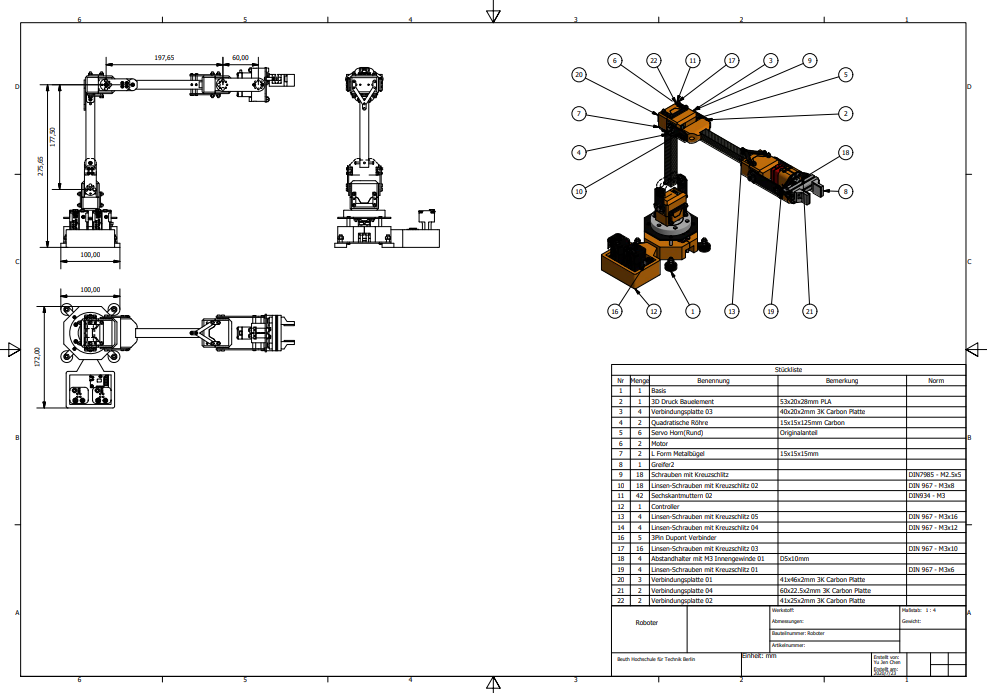 6 5 4 3 2 1
D
D
197,65 60,00
177,50
275,65
100,00
6 22 11 17 3 9
20 5
7 2
4 18
10 8
16 12 1 13 19 21
C
C
100,00
172,00
B
B
A
A
Stückliste
Nr Menge Benennung Bemerkung Norm
1 1 Basis
2 1 3D Druck Bauelement 53x20x28mm PLA
3 4 Verbindungsplatte 03 40x20x2mm 3K Carbon Platte
4 2 Quadratische Röhre 15x15x125mm Carbon
5 6 Servo Horn(Rund) Originalanteil
6 2 Motor
7 2 L Form Metalbügel 15x15x15mm
8 1 Greifer2
9 18 Schrauben mit Kreuzschlitz DIN7985 - M2.5x5
10 18 Linsen-Schrauben mit Kreuzschlitz 02 DIN 967 - M3x8
11 42 Sechskantmuttern 02 DIN934 - M3
12 1 Controller
13 4 Linsen-Schrauben mit Kreuzschlitz 05 DIN 967 - M3x16
14 4 Linsen-Schrauben mit Kreuzschlitz 04 DIN 967 - M3x12
16 5 3Pin Dupont Verbinder
17 16 Linsen-Schrauben mit Kreuzschlitz 03 DIN 967 - M3x10
18 4 Abstandhalter mit M3 Innengewinde 01 D5x10mm
19 4 Linsen-Schrauben mit Kreuzschlitz 01 DIN 967 - M3x6
20 3 Verbindungsplatte 01 41x46x2mm 3K Carbon Platte
21 2 Verbindungsplatte 04 60x22.5x2mm 3K Carbon Platte
22 2 Verbindungsplatte 02 41x25x2mm 3K Carbon Platte
Roboter
Werkstoff:
Abmessungen:
Bauteilnummer: Roboter
Artikelnummer:
Maßstab: 1 : 4
Gewicht:
Beuth Hochschule für Technik Berlin
Einheit: mm
Erstellt von:
Yu Jen Chen
Erstellt am:
2020/7/23
6 5 4 3 2 1